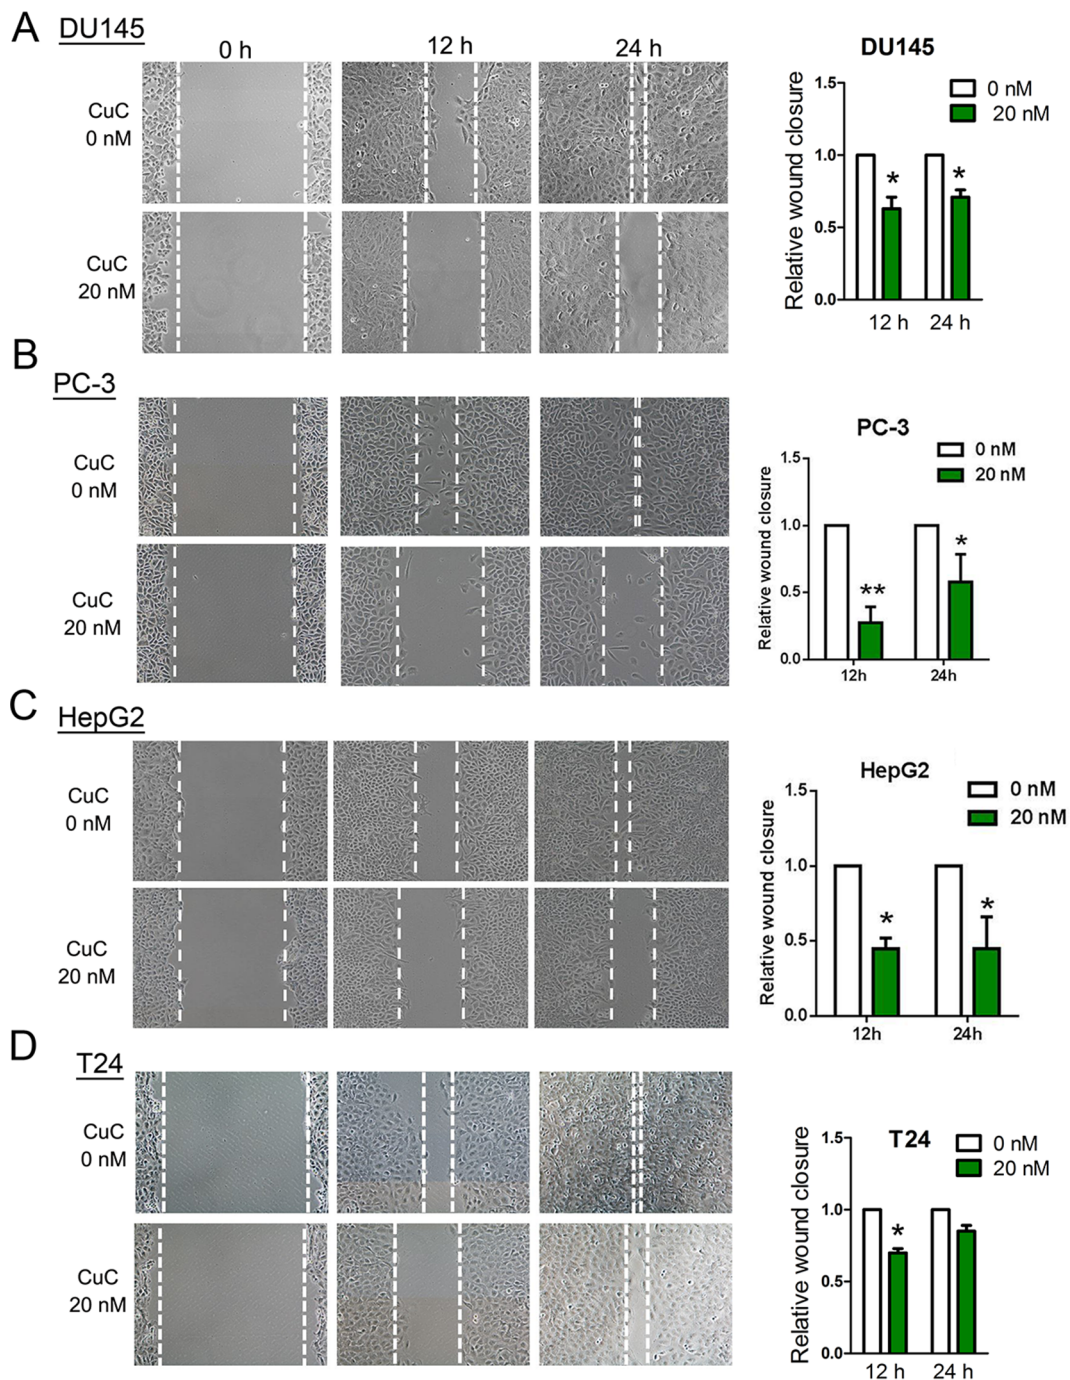 A
DU145
0 h
12 h
24 h
CuC
0 nM
CuC
20 nM
DU145
0 nM
20 nM
Relative wound closure
1.5
1.0
0.5
0.0
*
*
12 h
24 h
B
PC-3
CuC
0 nM
CuC
20 nM
PC-3
0 nM
20 nM
Relative wound closure
1.5
1.0
0.5
0.0
**
*
12h
24h
C
HepG2
CuC
0 nM
CuC
20 nM
HepG2
0 nM
20 nM
Relative wound closure
1.5
1.0
0.5
0.0
*
*
12h
24h
D
T24
CuC
0 nM
CuC
20 nM
T24
0 nM
20 nM
Relative wound closure
1.5
1.0
0.5
0.0
*
12 h
24 h